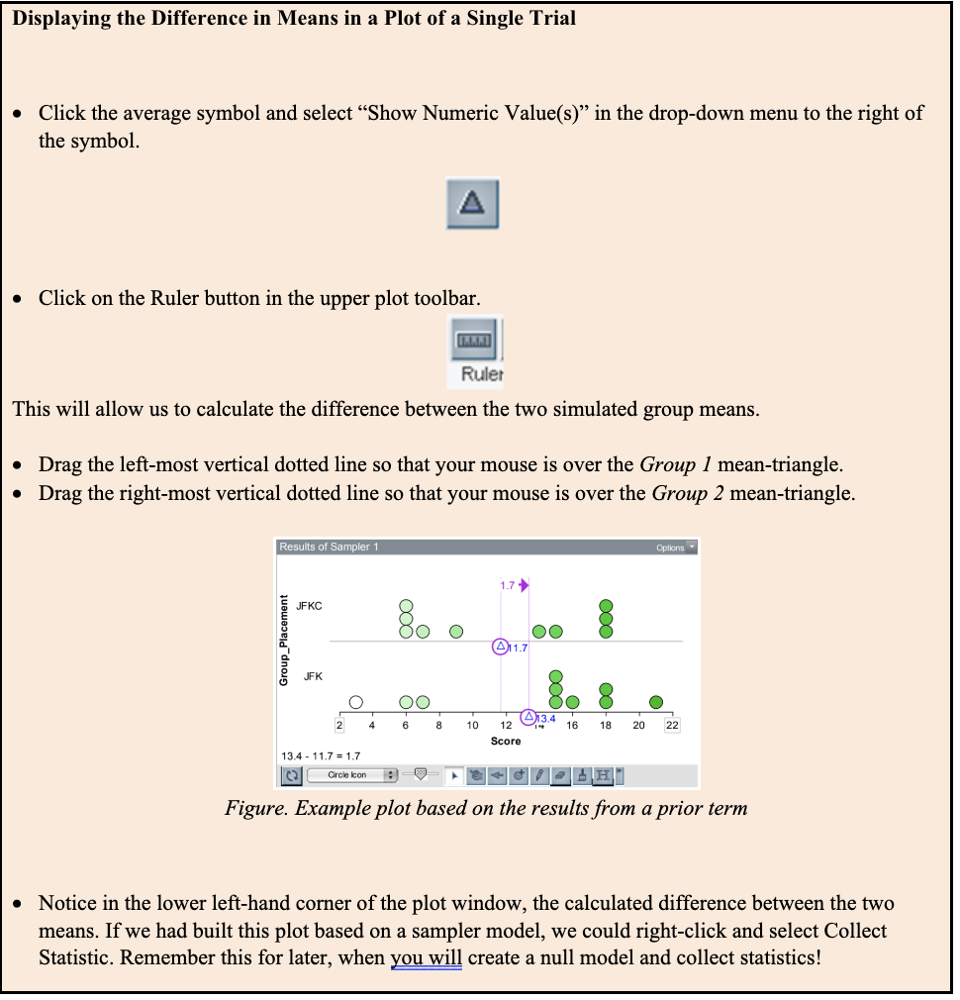 Displaying the Difference in Means in a Plot of a Single Trial
• Click the average symbol and select “Show Numeric Value(s)” in the drop-down menu to the right of
the symbol.
• Click on the Ruler button in the upper plot toolbar.
Ruler
This will allow us to calculate the difference between the two simulated group means.
• Drag the left-most vertical dotted line so that your mouse is over the Group 1 mean-triangle.
• Drag the right-most vertical dotted line so that your mouse is over the Group 2 mean-triangle.
Results of Sampler 1 Options
1.7
JFKC
Group_Placement
11.7
JFK
13.4
2 4 6 8 10 12 14 16 18 20 22
Score
13.4 - 11.7 = 1.7
Circle Icon
Figure. Example plot based on the results from a prior term
• Notice in the lower left-hand corner of the plot window, the calculated difference between the two
means. If we had built this plot based on a sampler model, we could right-click and select Collect
Statistic. Remember this for later, when you will create a null model and collect statistics!